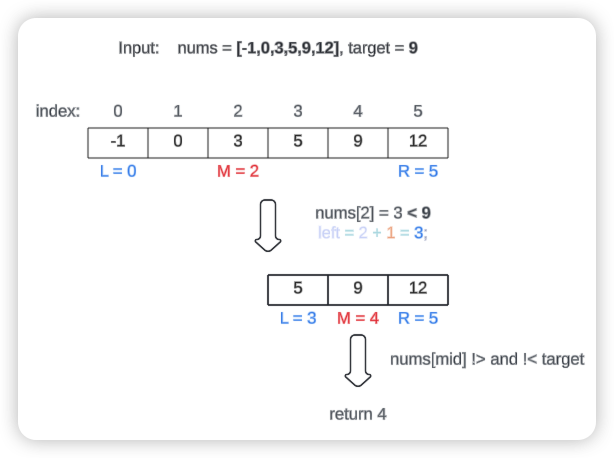 Input: nums = [-1,0,3,5,9,12], target = 9
index: 0 1 2 3 4 5
-1 0 3 5 9 12
L = 0 M = 2 R = 5
nums[2] = 3 < 9
left = 2 + 1 = 3;
5 9 12
L = 3 M = 4 R = 5
nums[mid] !> and !< target
return 4